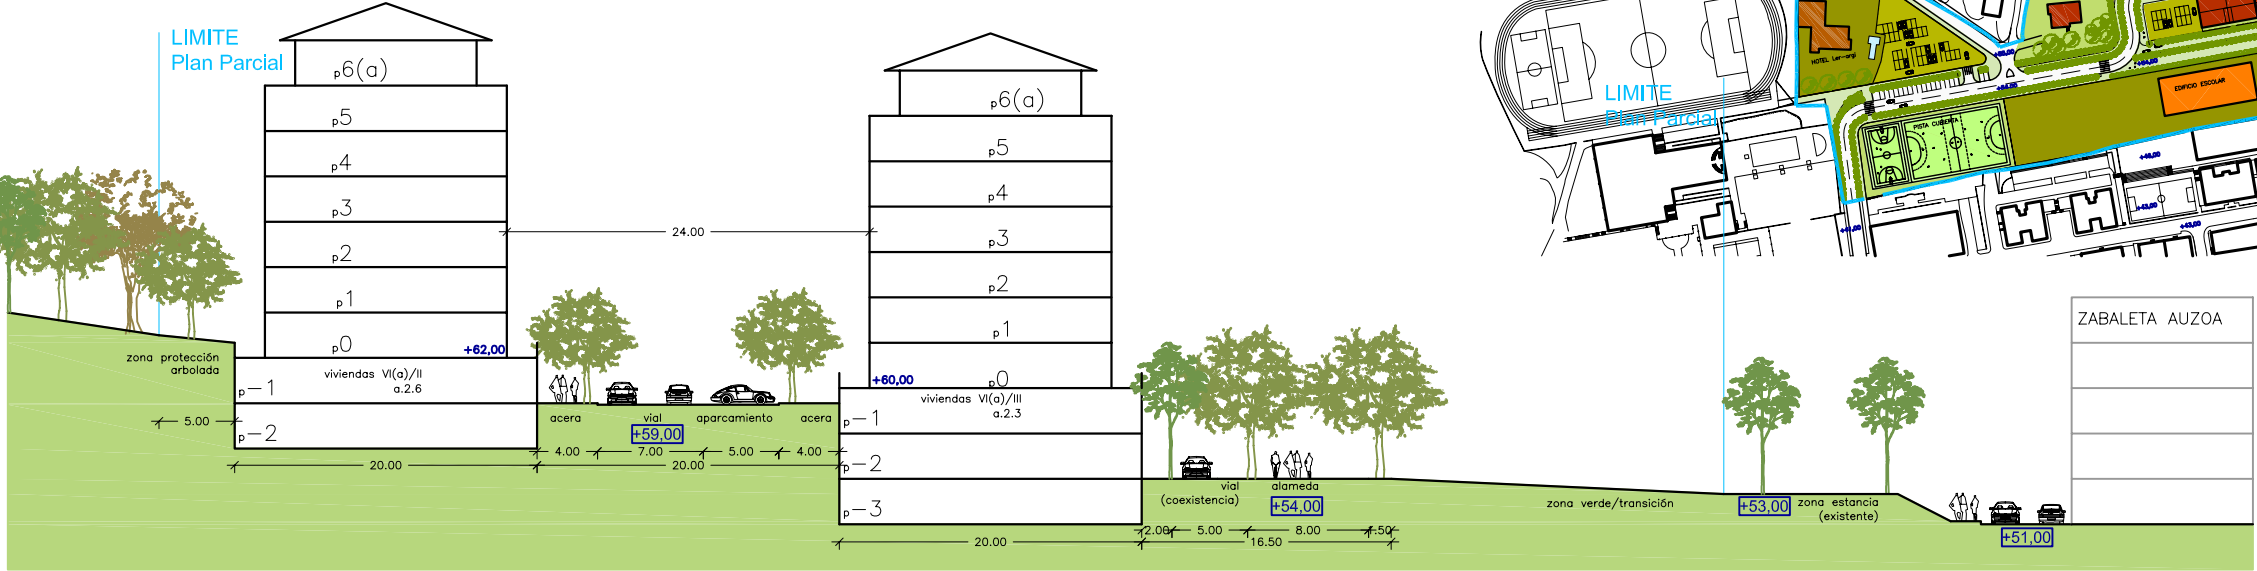 LIMITE
Plan Parcial
p6(a)
p5
p4
p3
p2
p1
p0
+62,00
zona protección
arbolada
viviendas VI(a)/II
a.2.6
p-1
p-2
5.00
20.00
24.00
acera
vial
aparcamiento
acera
+59,00
4.00
7.00
5.00
4.00
20.00
p6(a)
p5
p4
p3
p2
p1
p0
+60,00
viviendas VI(a)/III
a.2.3
p-1
p-2
p-3
20.00
vial
(coexistencia)
alameda
+54,00
2.00
5.00
8.00
1.50
16.50
zona verde/transición
+53,00
zona estancia
(existente)
+51,00
ZABALETA AUZOA
LIMITE
Plan Parcial
HOTEL Ler-argi
PISTA CUBIERTA
EDIFICIO ESCOLAR